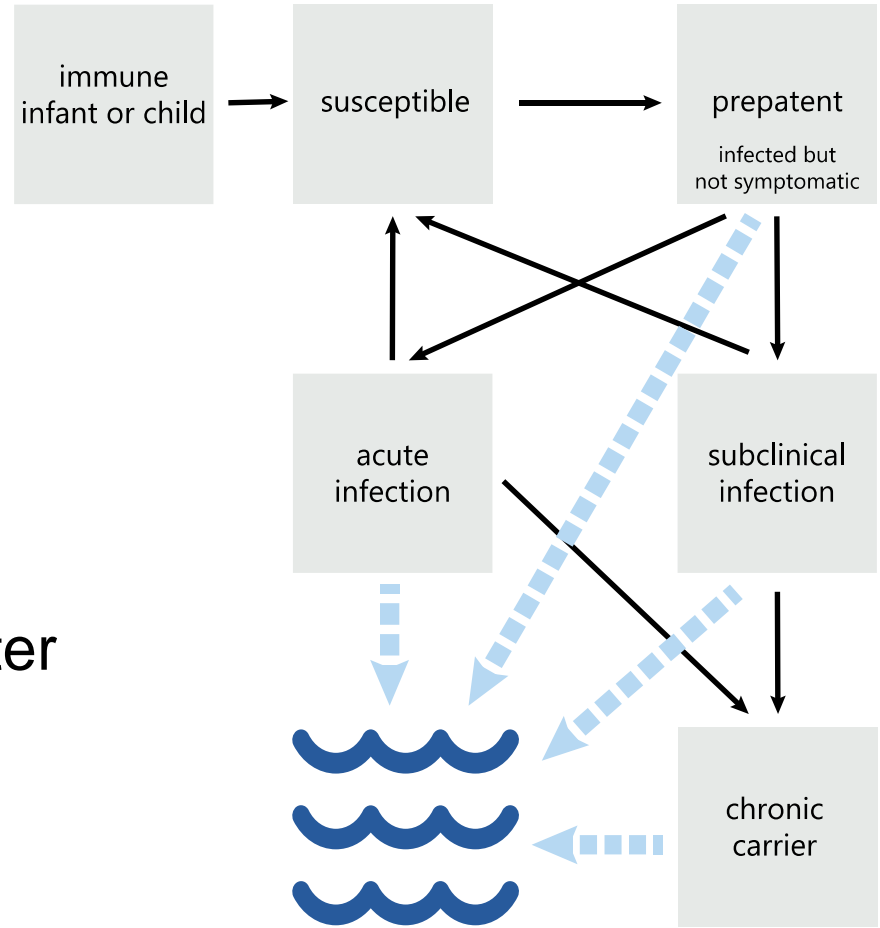 immune
infant or child
susceptible
prepatent
infected but
not symptomatic
acute
infection
subclinical
infection
chronic
carrier